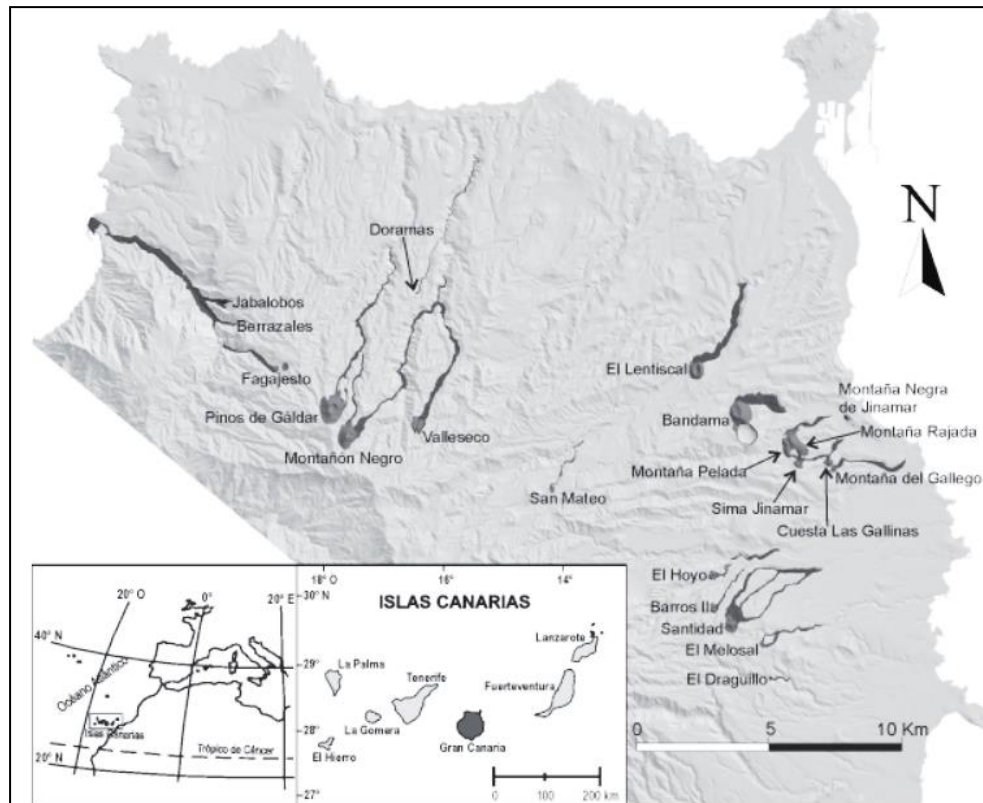 N
Doramas
Jabalobos
Berrazales
Fagajesto
Pinos de Gáldar
Montañón Negro
Valleseco
San Mateo
El Lentiscal
Bandama
Montaña Negra
de Jinamar
Montaña Rajada
Montaña Pelada
Montaña del Gallego
Sima Jinamar
Cuesta Las Gallinas
El Hoyo
Barros II
Santidad
El Melosal
El Draguillo
0 5 10 Km
20° O 0° 20° E
40° N
20° N
Océano Atlántico
Islas Canarias
Trópico de Cáncer
18° 16° 14°
30° N
29°
28°
27°
ISLAS CANARIAS
Lanzarote
La Palma
Tenerife
Fuerteventura
La Gomera
El Hierro
Gran Canaria
0 100 200 km